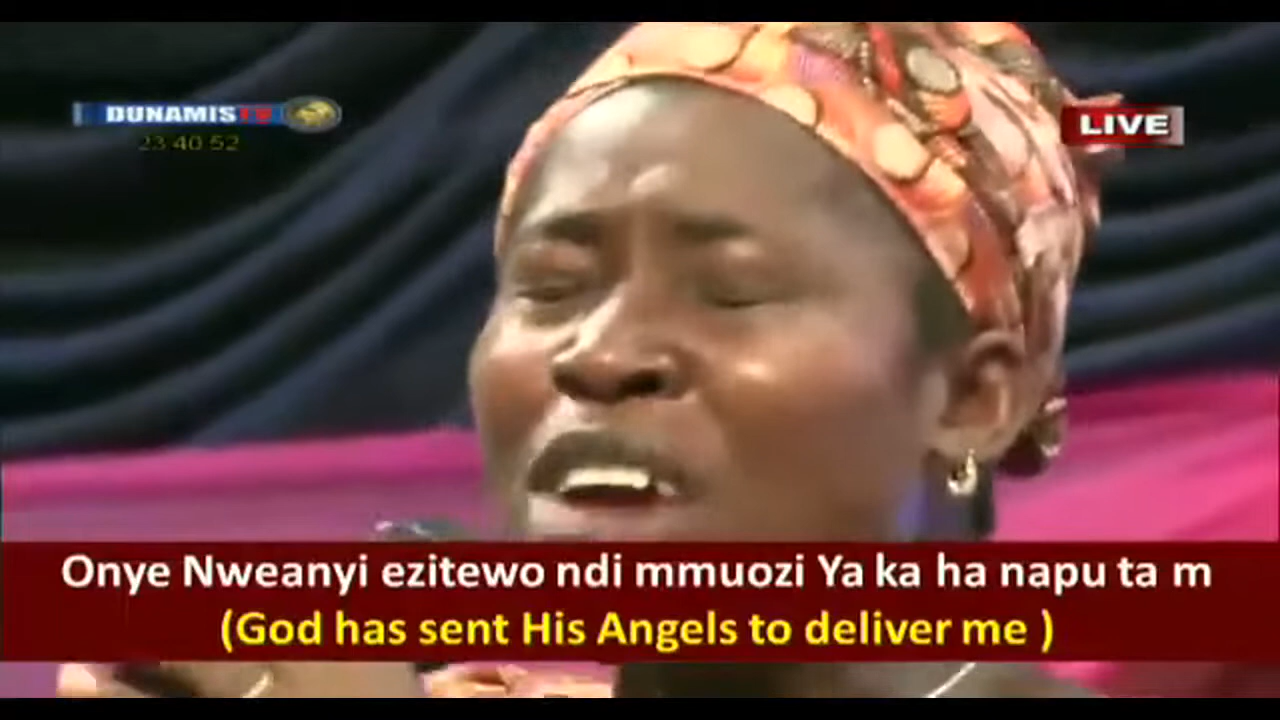 DUNAMIS TV
23 40 52
LIVE
Onye Nweanyi ezitewo ndi mmuozi Ya ka ha napu ta m
(God has sent His Angels to deliver me )